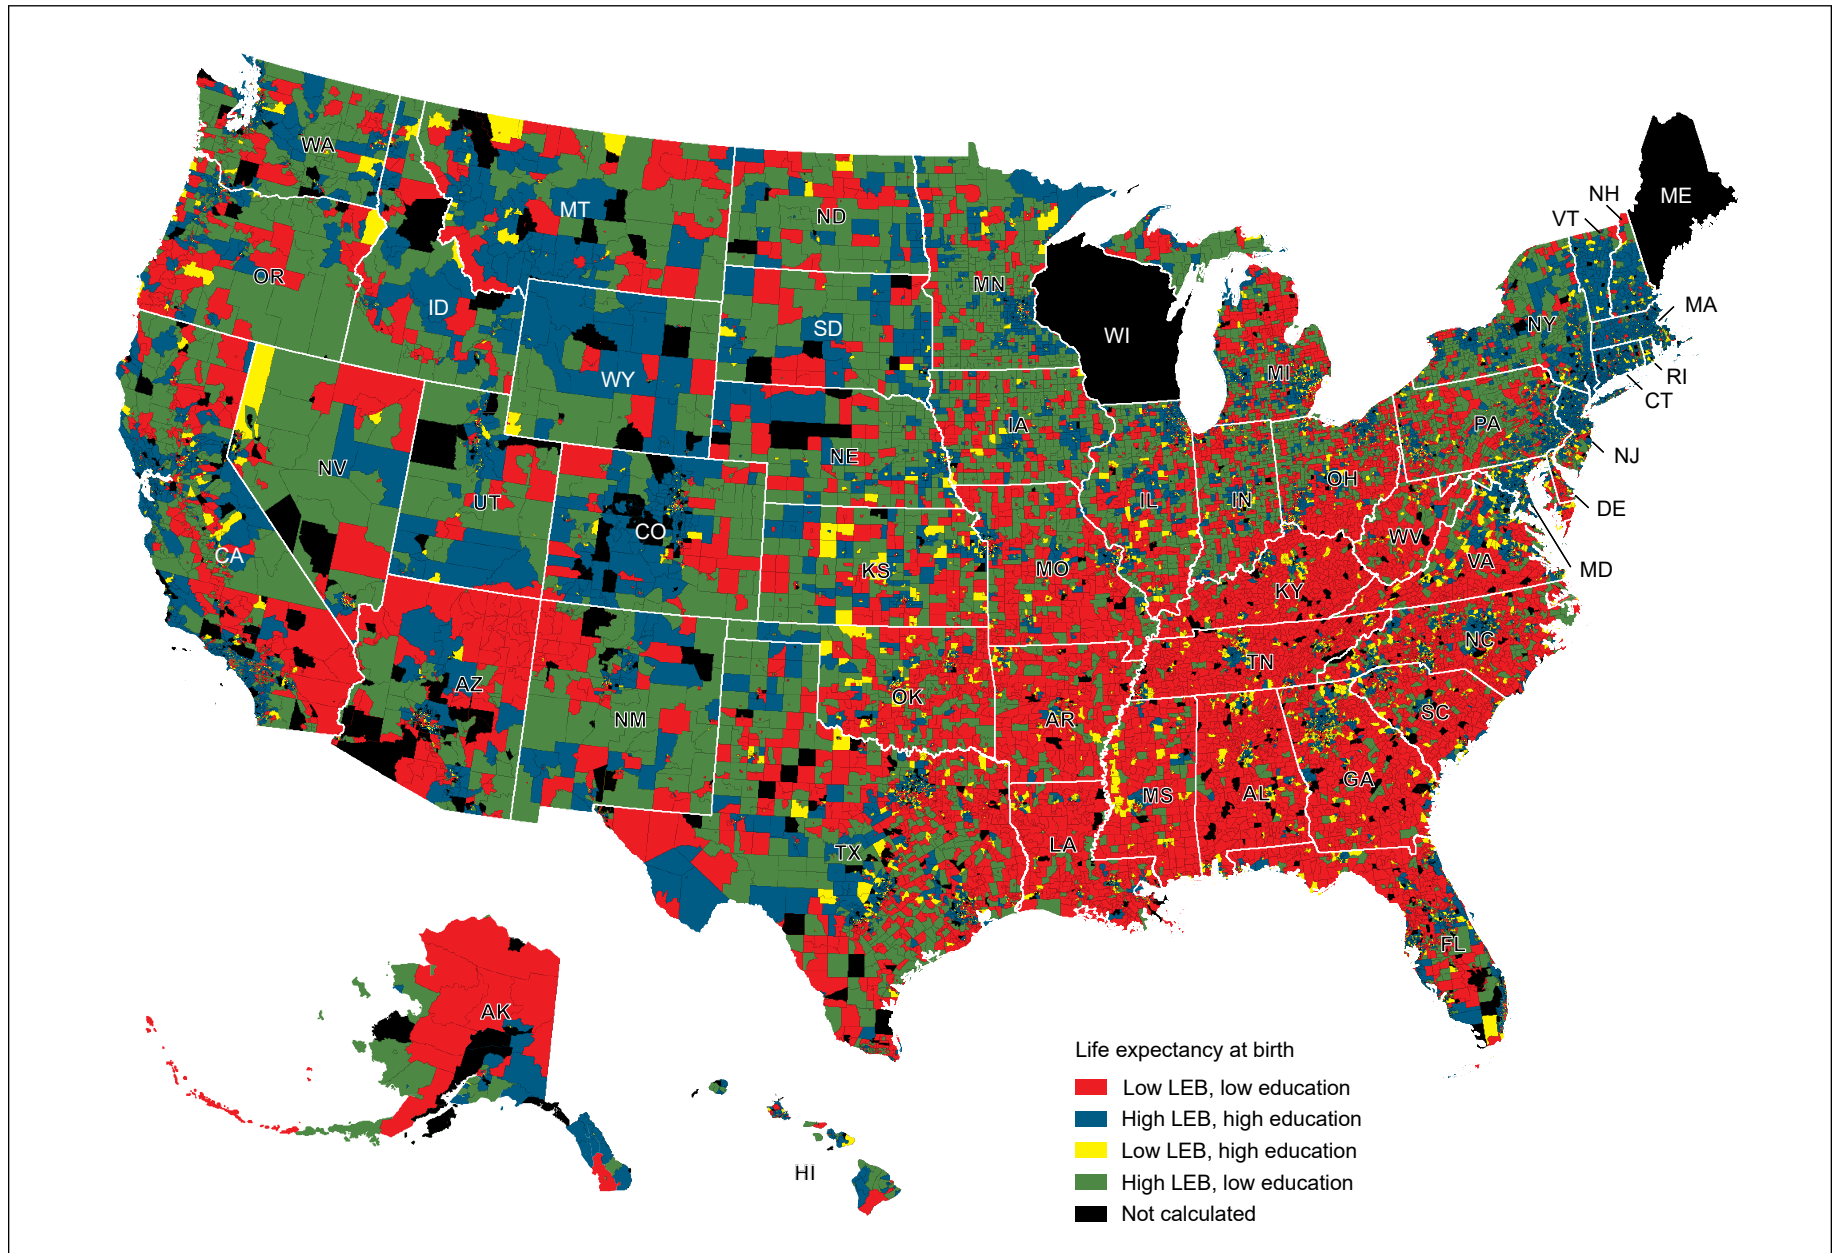 ME
NH
VT
WA
MT
ND
OR
MN
MA
ID
SD
NY
WI
WY
MI
RI
CT
IA
PA
NE
NJ
NV
UT
OH
IL
IN
DE
CO
WV
CA
KS
MO
VA
MD
KY
NC
TN
AZ
OK
NM
AR
SC
MS
AL
GA
LA
TX
FL
AK
HI
Life expectancy at birth
Low LEB, low education
High LEB, high education
Low LEB, high education
High LEB, low education
Not calculated